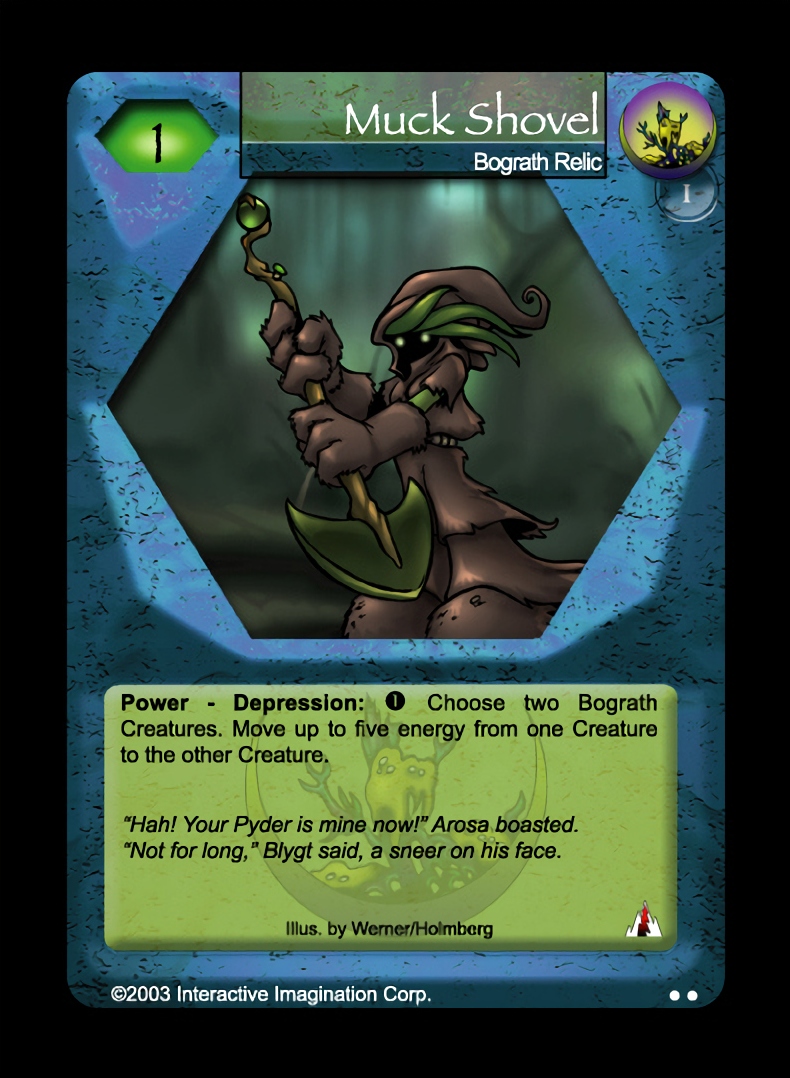 1
Muck Shovel
Bograth Relic
I
Power - Depression: 1 Choose two Bograth
Creatures. Move up to five energy from one Creature
to the other Creature.
“Hah! Your Pyder is mine now!” Arosa boasted.
“Not for long,” Blygt said, a sneer on his face.
Illus. by Werner/Holmberg
©2003 Interactive Imagination Corp.